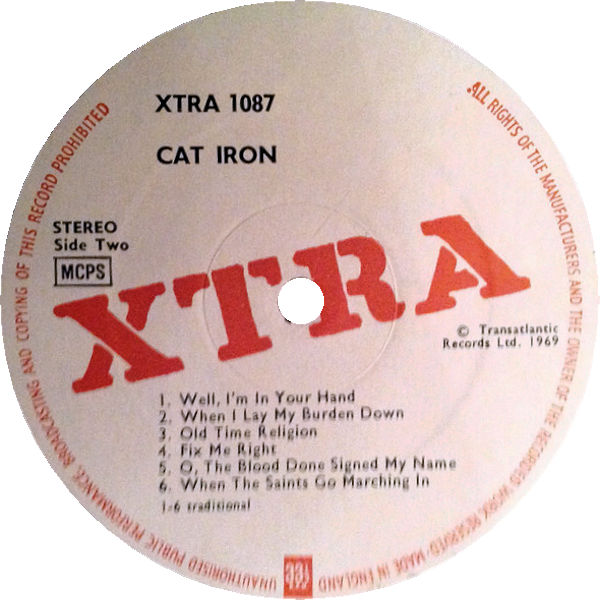 XTRA 1087
CAT IRON
STEREO
Side Two
MCPS
XTRA
© Transatlantic
Records Ltd. 1969
1. Well, I'm In Your Hand
2. When I Lay My Burden Down
3. Old Time Religion
4. Fix Me Right
5. O, The Blood Done Signed My Name
6. When The Saints Go Marching In
1-6 traditional
.ALL RIGHTS OF THE MANUFACTURERS AND THE OWNER OF THE RECORDED WORK RESERVED· MADE IN ENGLAND
UNAUTHORISED PUBLIC PERFORMANCE, BROADCASTING AND COPYING OF THIS RECORD PROHIBITED